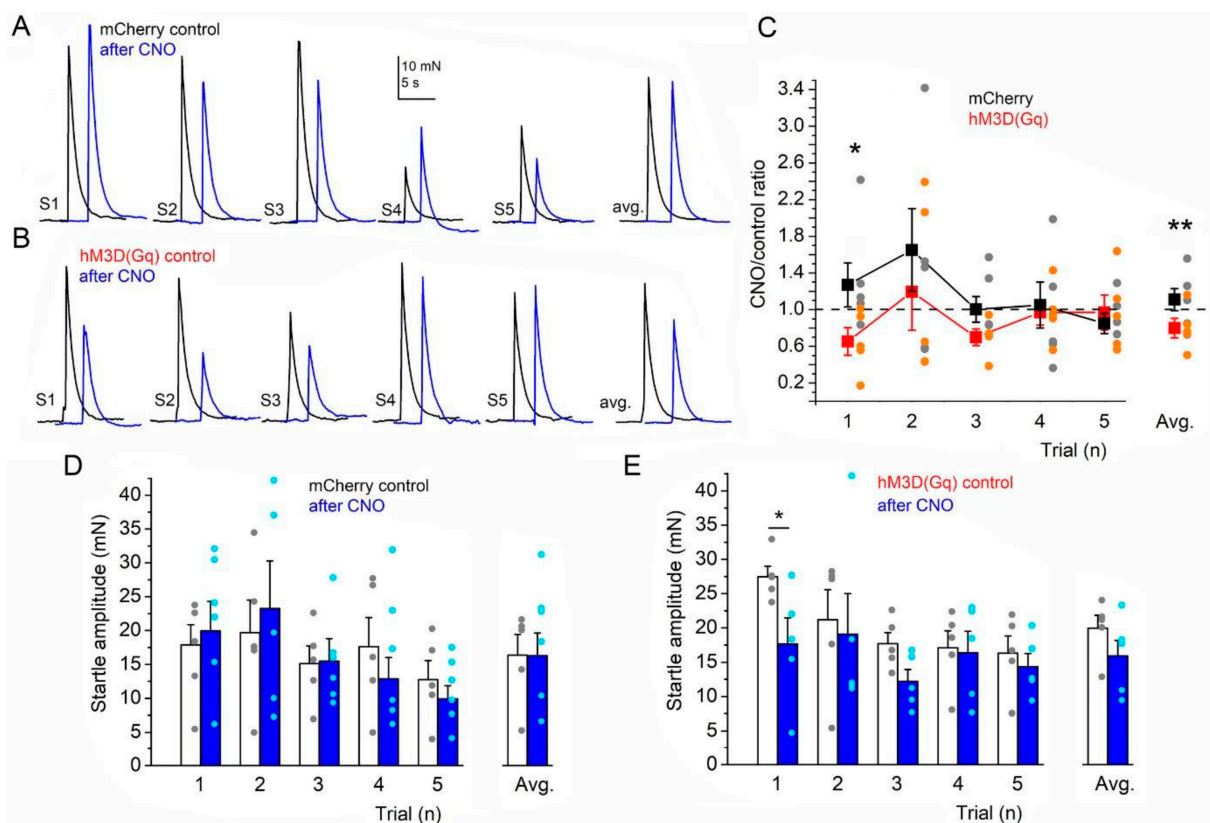 A
mCherry control
after CNO
10 mN
5 s
S1
S2
S3
S4
S5
avg.
B
hM3D(Gq) control
after CNO
S1
S2
S3
S4
S5
avg.
C
mCherry
hM3D(Gq)
CNO/control ratio
3.4
3.0
2.6
2.2
1.8
1.4
1.0
0.6
0.2
*
**
1 2 3 4 5 Avg.
Trial (n)
D
mCherry control
after CNO
Startle amplitude (mN)
40
35
30
25
20
15
10
5
0
1 2 3 4 5 Avg.
Trial (n)
E
hM3D(Gq) control
after CNO
*
Startle amplitude (mN)
40
35
30
25
20
15
10
5
0
1 2 3 4 5 Avg.
Trial (n)